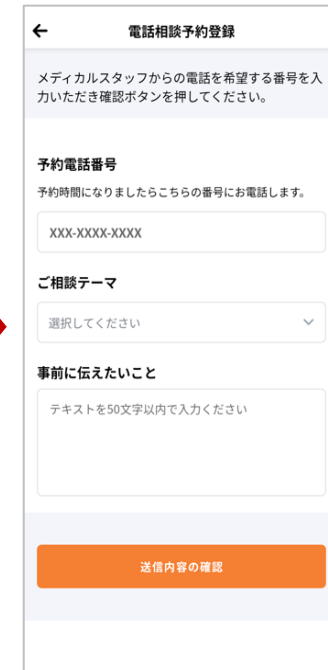 電話相談予約登録
メディカルスタッフからの電話を希望する番号を入
力いただき確認ボタンを押してください。
予約電話番号
予約時間になりましたらこちらの番号にお電話します。
XXX-XXXX-XXXX
ご相談テーマ
選択してください
事前に伝えたいこと
テキストを50文字以内で入力ください
送信内容の確認